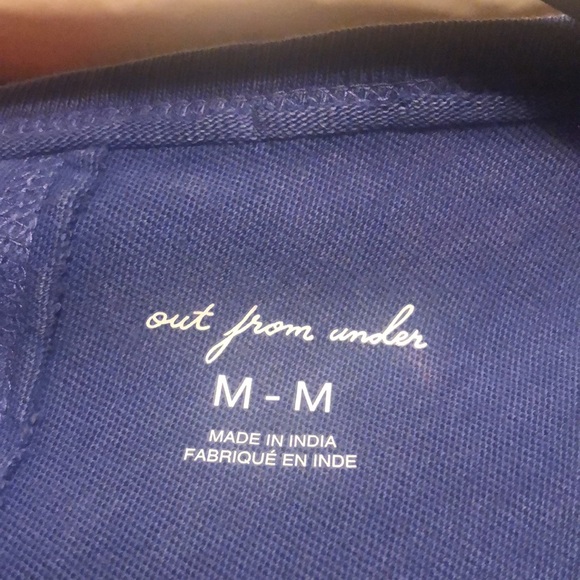 out from under
M - M
MADE IN INDIA
FABRIQUÉ EN INDE